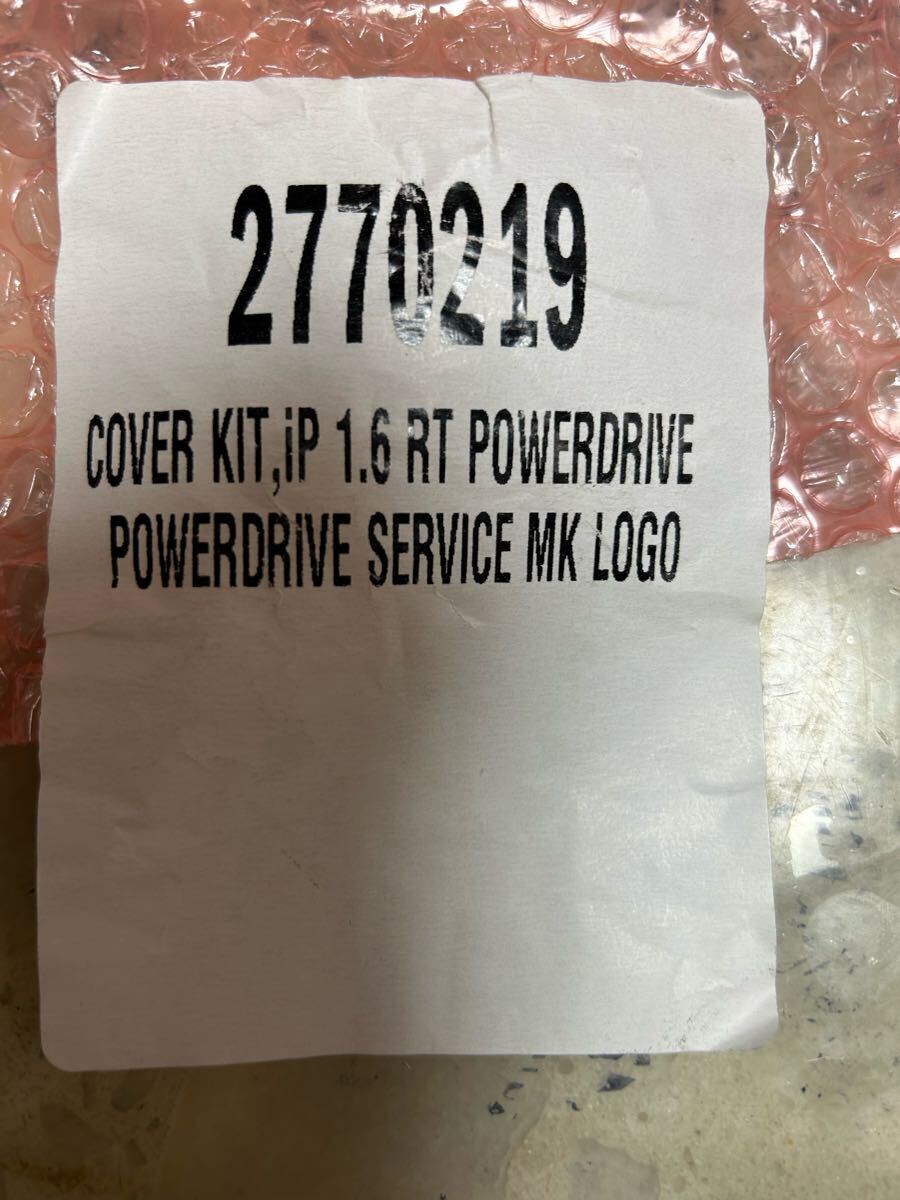 2770219
COVER KIT,iP 1.6 RT POWERDRIVE
POWERDRiVE SERVICE MK LOGO